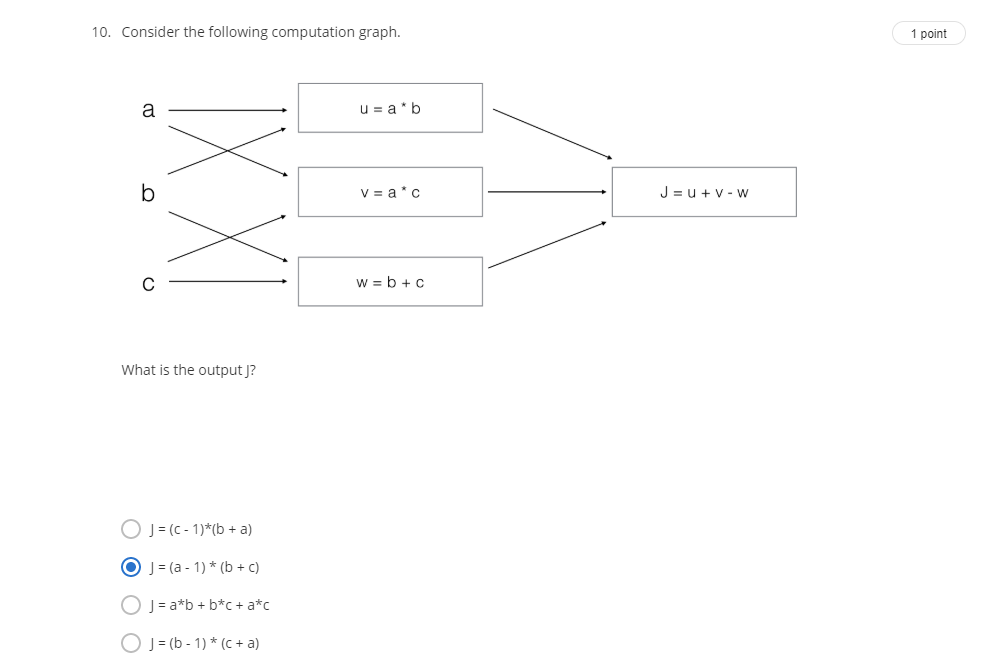 10. Consider the following computation graph.
1 point
a
u = a * b
b
v = a * c
J = u + v - w
c
w = b + c
What is the output J?
J = (c - 1)*(b + a)
J = (a - 1) * (b + c)
J = a*b + b*c + a*c
J = (b - 1) * (c + a)